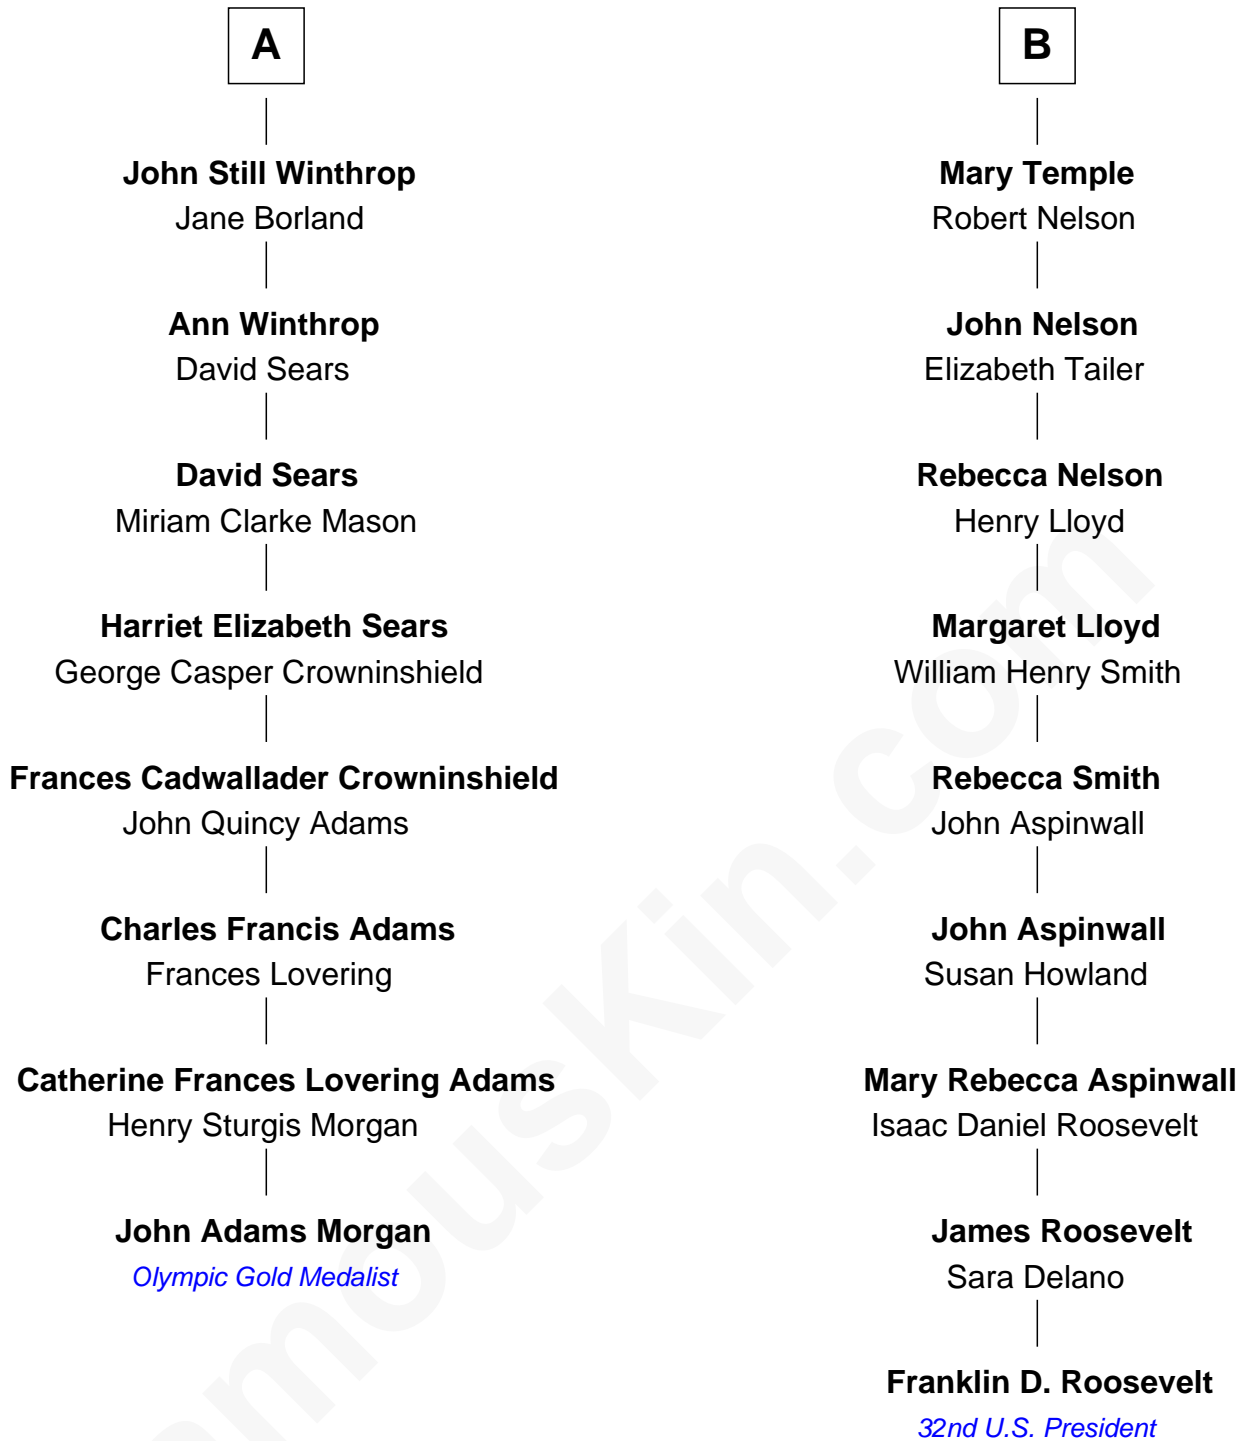 A
John Still Winthrop
Jane Borland
Ann Winthrop
David Sears
David Sears
Miriam Clarke Mason
Harriet Elizabeth Sears
George Casper Crowninshield
Frances Cadwallader Crowninshield
John Quincy Adams
Charles Francis Adams
Frances Lovering
Catherine Frances Lovering Adams
Henry Sturgis Morgan
John Adams Morgan
Olympic Gold Medalist
B
Mary Temple
Robert Nelson
John Nelson
Elizabeth Tailer
Rebecca Nelson
Henry Lloyd
Margaret Lloyd
William Henry Smith
Rebecca Smith
John Aspinwall
John Aspinwall
Susan Howland
Mary Rebecca Aspinwall
Isaac Daniel Roosevelt
James Roosevelt
Sara Delano
Franklin D. Roosevelt
32nd U.S. President
amousKin.com